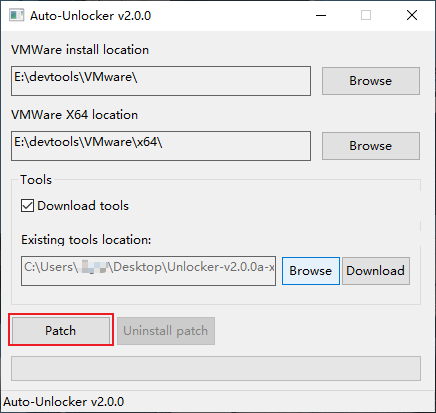 Auto-Unlocker v2.0.0
VMWare install location
E:\devtools\VMware\
Browse
VMWare X64 location
E:\devtools\VMware\x64\
Browse
Tools
Download tools
Existing tools location:
C:\Users\ \Desktop\Unlocker-v2.0.0a-x
Browse
Download
Patch
Uninstall patch
Auto-Unlocker v2.0.0